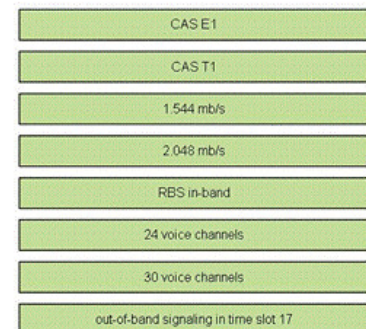 CAS E1
CAS T1
1.544 mb/s
2.048 mb/s
RBS in-band
24 voice channels
30 voice channels
out-of-band signaling in time slot 17